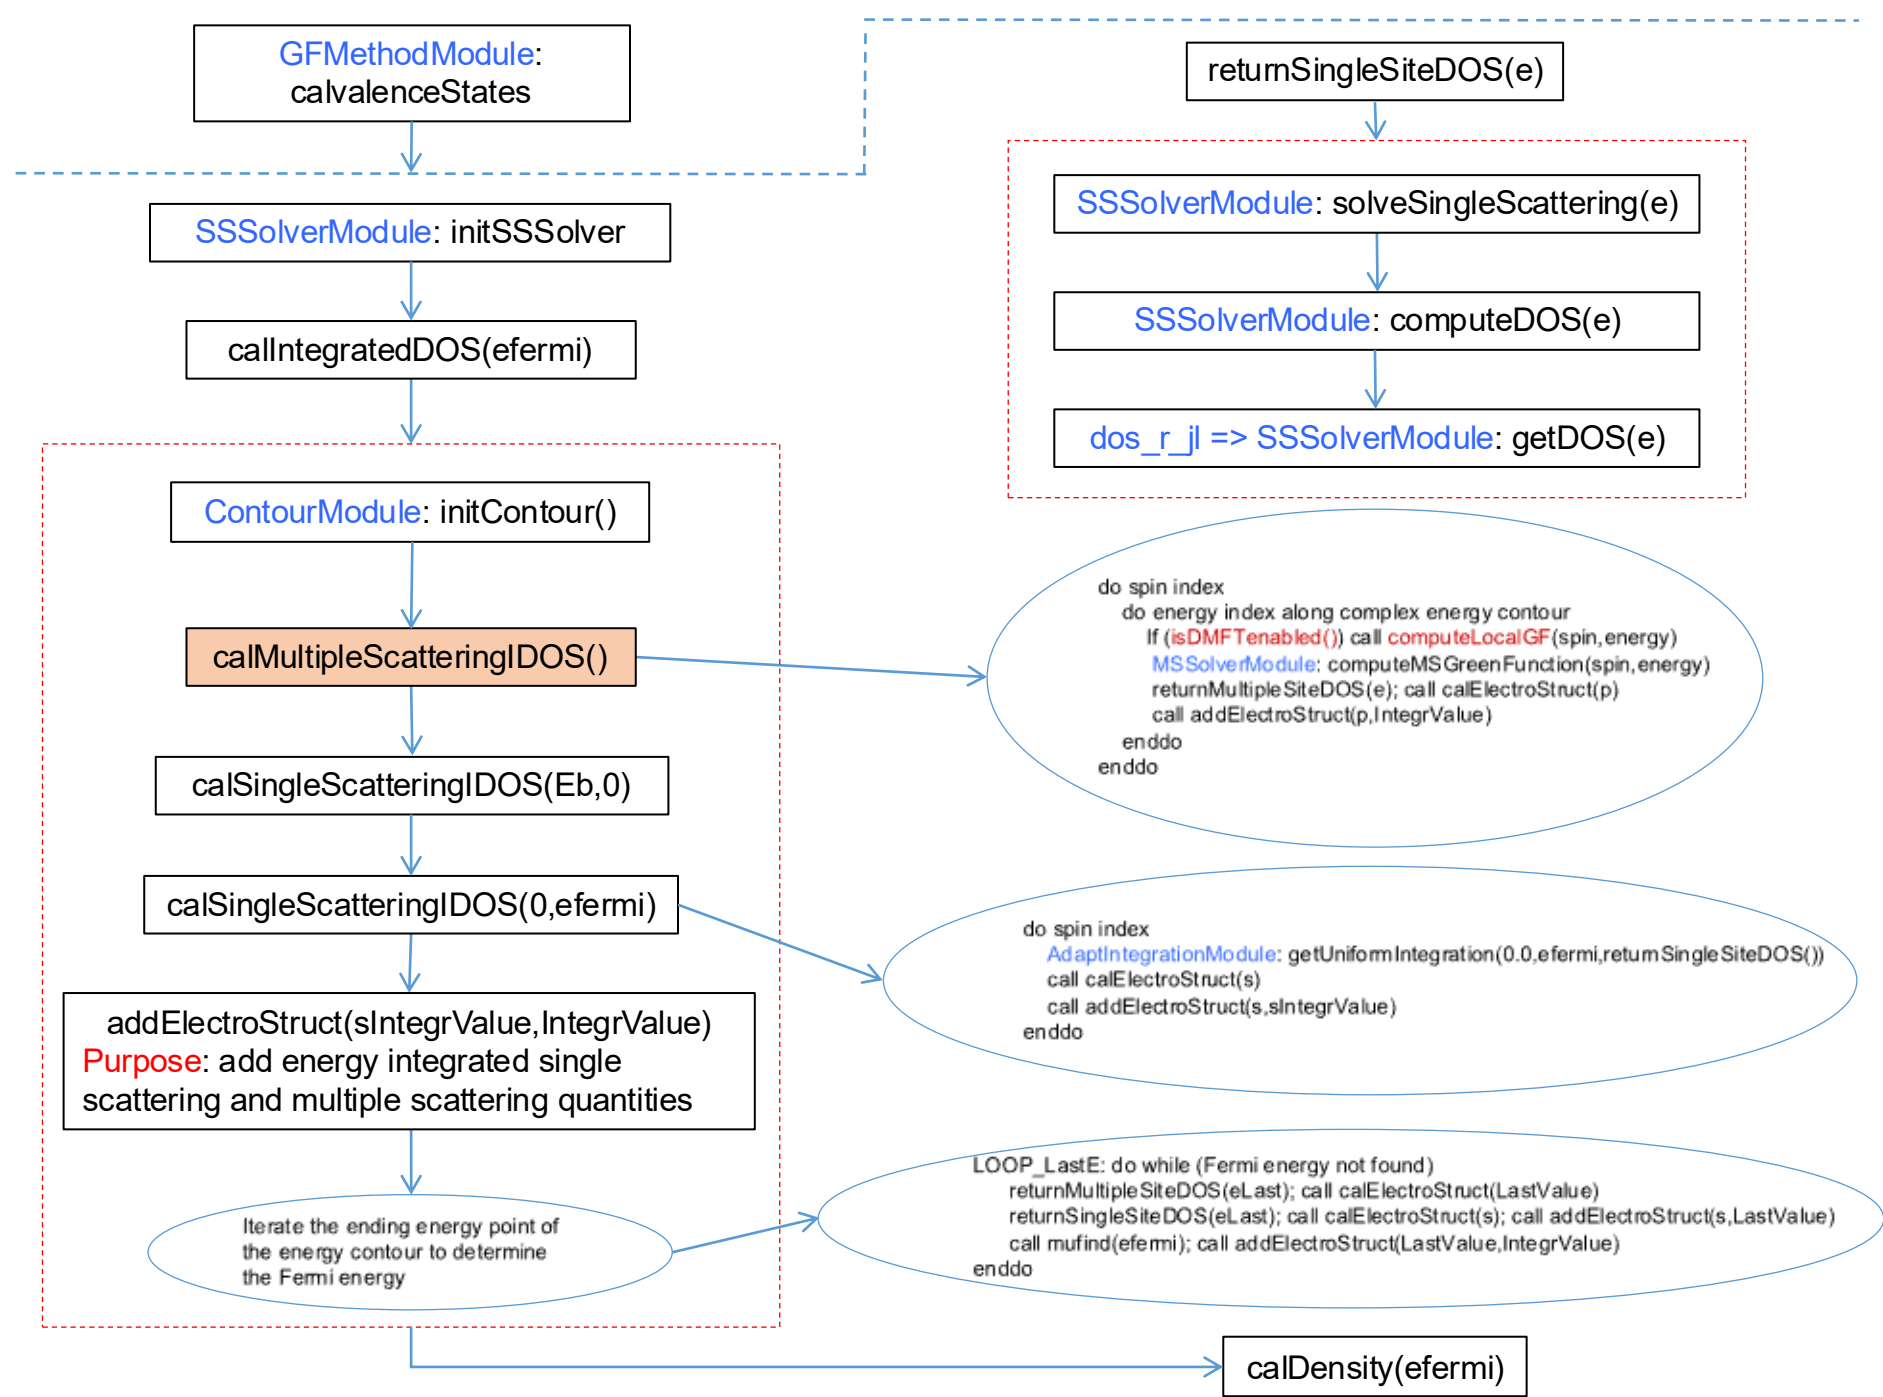 GFMethodModule:
calvalenceStates
SSSolverModule: initSSSolver
calIntegratedDOS(efermi)
ContourModule: initContour()
calMultipleScatteringIDOS()
calSingleScatteringIDOS(Eb,0)
calSingleScatteringIDOS(0,efermi)
addElectroStruct(sIntegrValue,IntegrValue)
Purpose: add energy integrated single
scattering and multiple scattering quantities
Iterate the ending energy point of
the energy contour to determine
the Fermi energy
returnSingleSiteDOS(e)
SSSolverModule: solveSingleScattering(e)
SSSolverModule: computeDOS(e)
dos_r_jl => SSSolverModule: getDOS(e)
do spin index
do energy index along complex energy contour
If (isDMFTenabled()) call computeLocalGF(spin,energy)
MSSolverModule: computeMSGreenFunction(spin,energy)
returnMultipleSiteDOS(e); call calElectroStruct(p)
call addElectroStruct(p,IntegrValue)
enddo
enddo
do spin index
AdaptIntegrationModule: getUniformIntegration(0.0,efermi,returnSingleSiteDOS())
call calElectroStruct(s)
call addElectroStruct(s,sIntegrValue)
enddo
LOOP_LastE: do while (Fermi energy not found)
returnMultipleSiteDOS(eLast); call calElectroStruct(LastValue)
returnSingleSiteDOS(eLast); call calElectroStruct(s); call addElectroStruct(s,LastValue)
call mufind(efermi); call addElectroStruct(LastValue,IntegrValue)
enddo
calDensity(efermi)